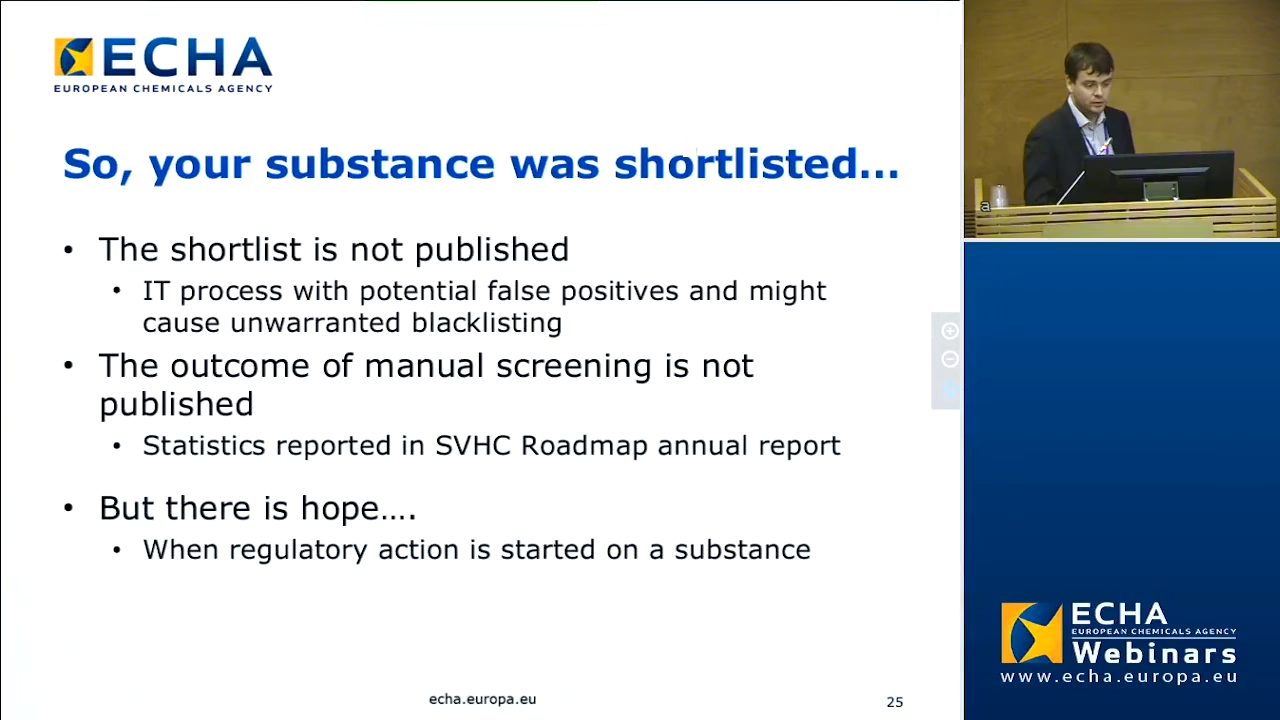 ECHA
EUROPEAN CHEMICALS AGENCY
So, your substance was shortlisted...
• The shortlist is not published
• IT process with potential false positives and might
cause unwarranted blacklisting
• The outcome of manual screening is not
published
• Statistics reported in SVHC Roadmap annual report
• But there is hope....
• When regulatory action is started on a substance
echa.europa.eu
25
a
ECHA
EUROPEAN CHEMICALS AGENCY
Webinars
www.echa.europa.eu